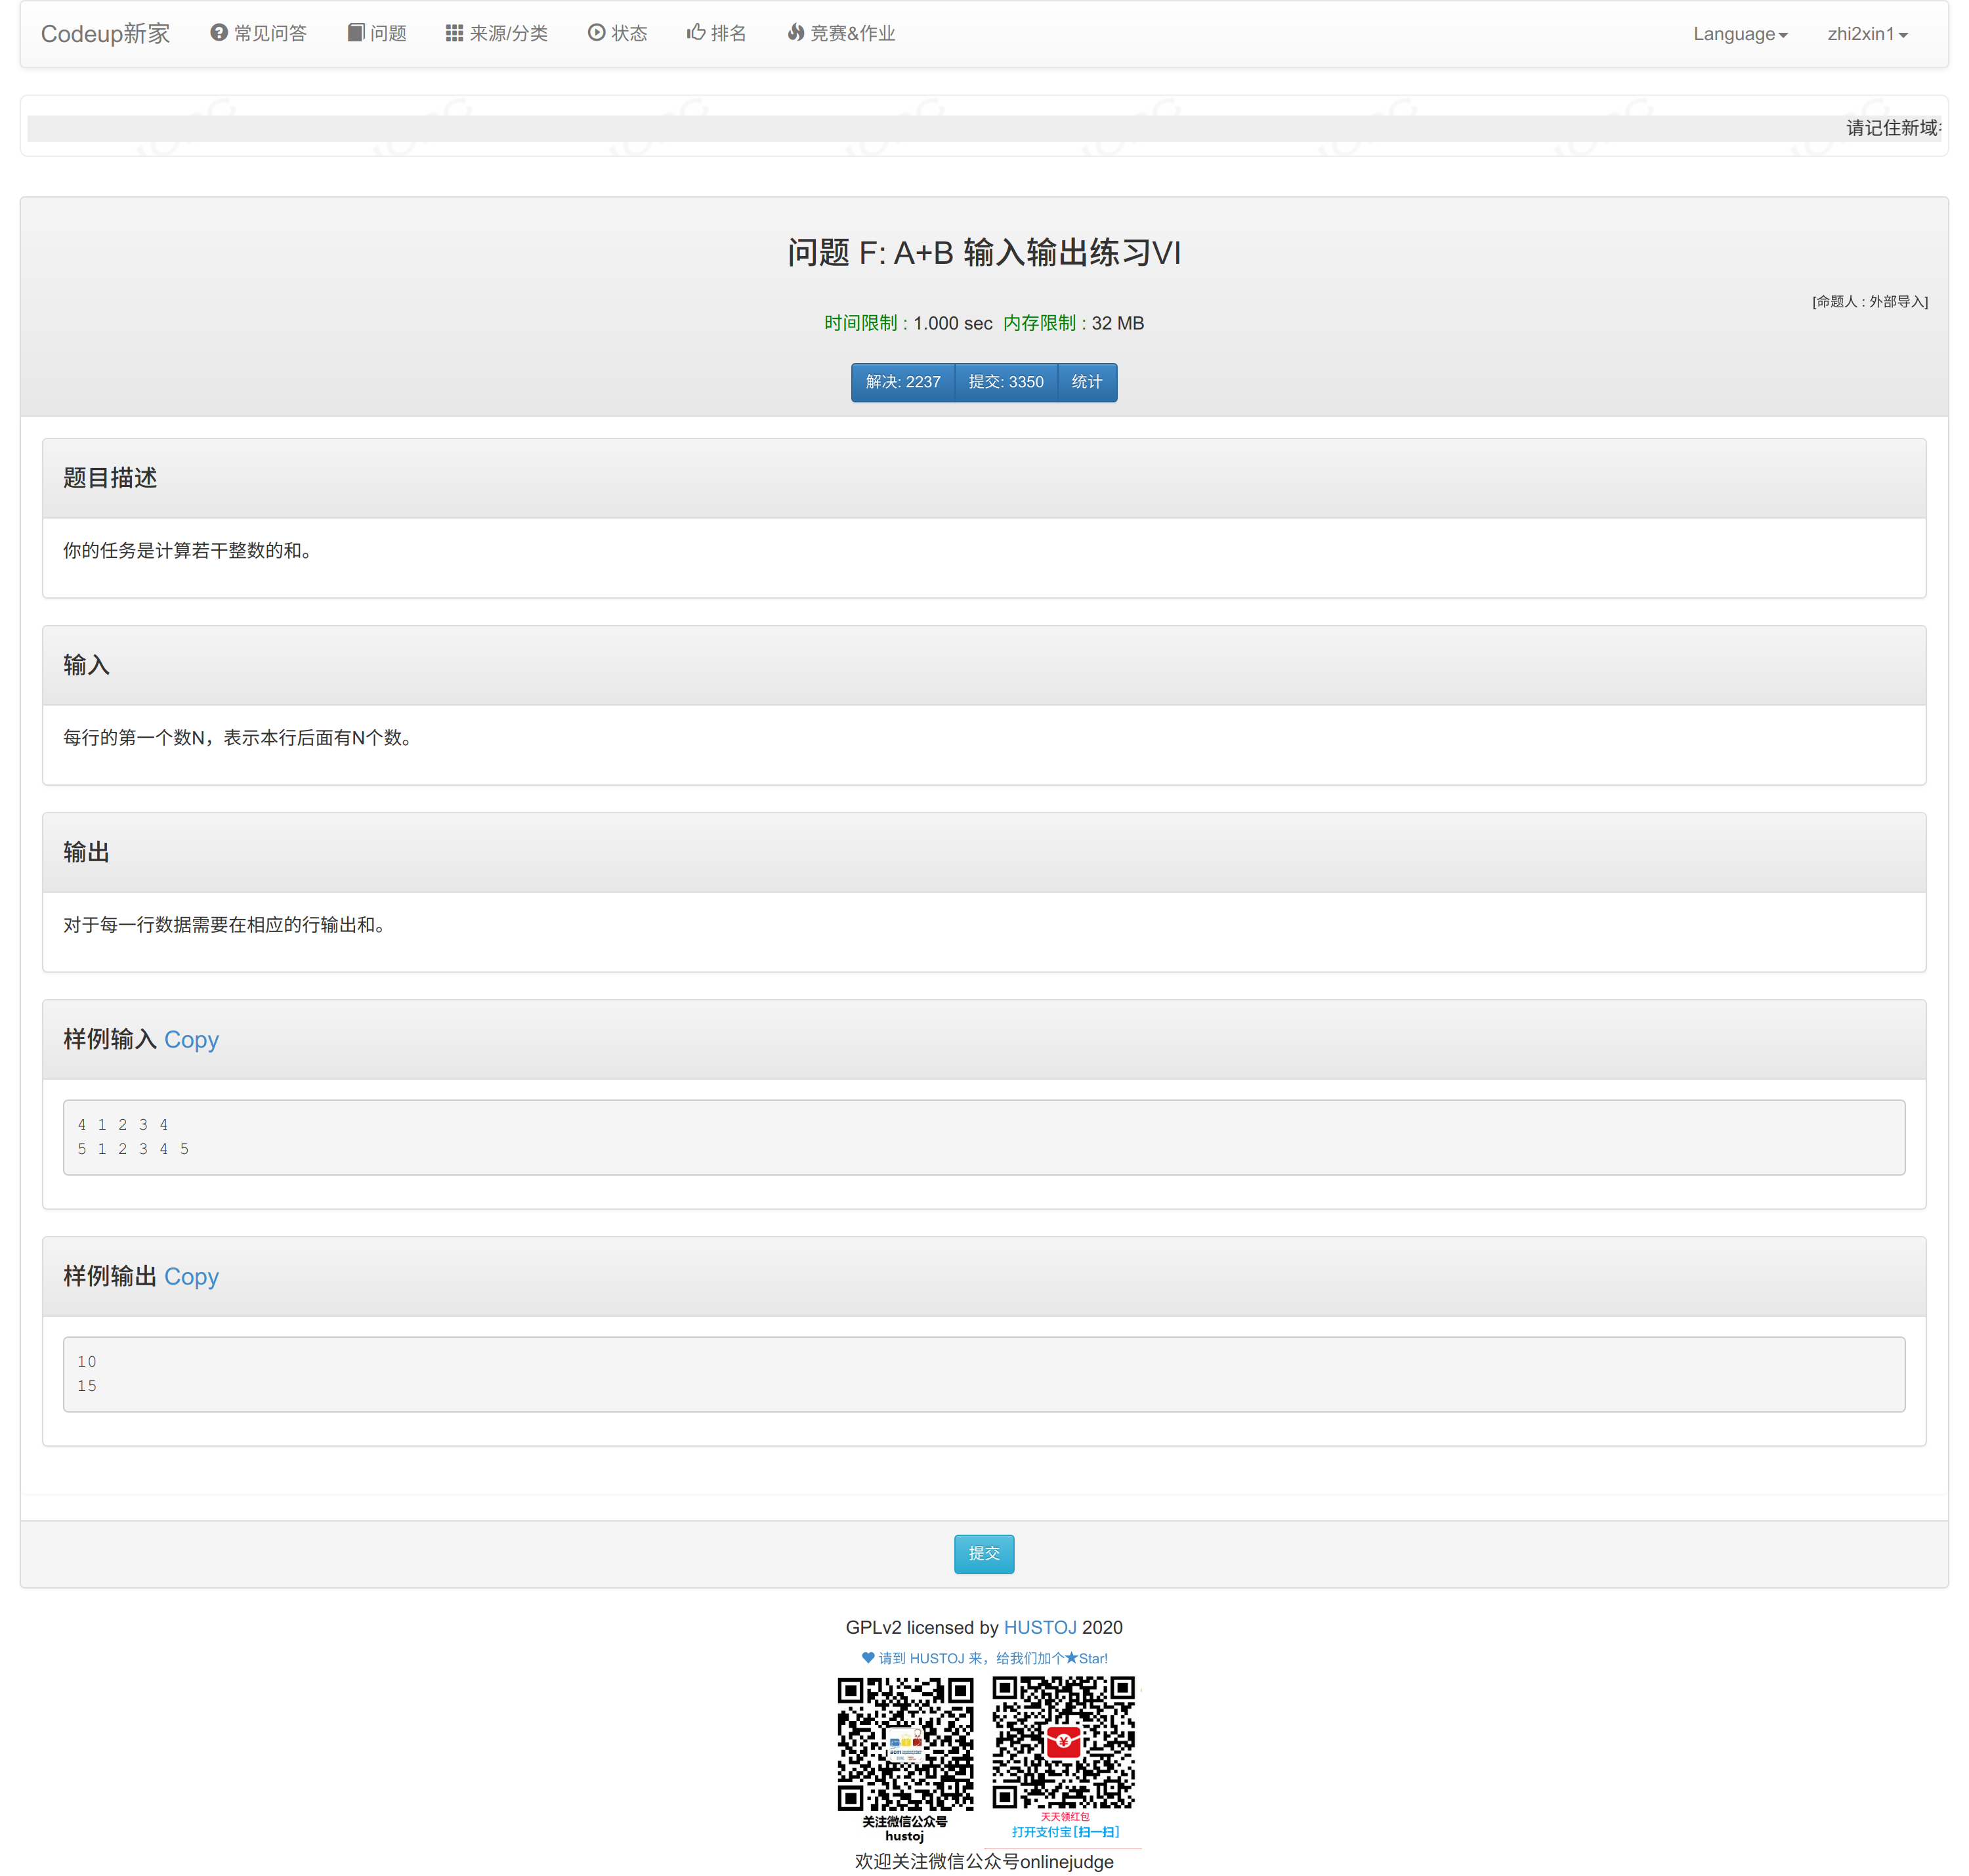 Codeup新家 常见问答 问题 来源/分类 状态 排名 竞赛&作业 Language zhi2xin1
请记住新域
问题 F: A+B 输入输出练习VI
[命题人 : 外部导入]
时间限制 : 1.000 sec 内存限制 : 32 MB
解决: 2237 提交: 3350 统计
题目描述
你的任务是计算若干整数的和。
输入
每行的第一个数N，表示本行后面有N个数。
输出
对于每一行数据需要在相应的行输出和。
样例输入 Copy
4 1 2 3 4
5 1 2 3 4 5
样例输出 Copy
10
15
提交
GPLv2 licensed by HUSTOJ 2020
请到 HUSTOJ 来，给我们加个★Star!
关注微信公众号
hustoj
天天领红包
打开支付宝[扫一扫]
欢迎关注微信公众号onlinejudge